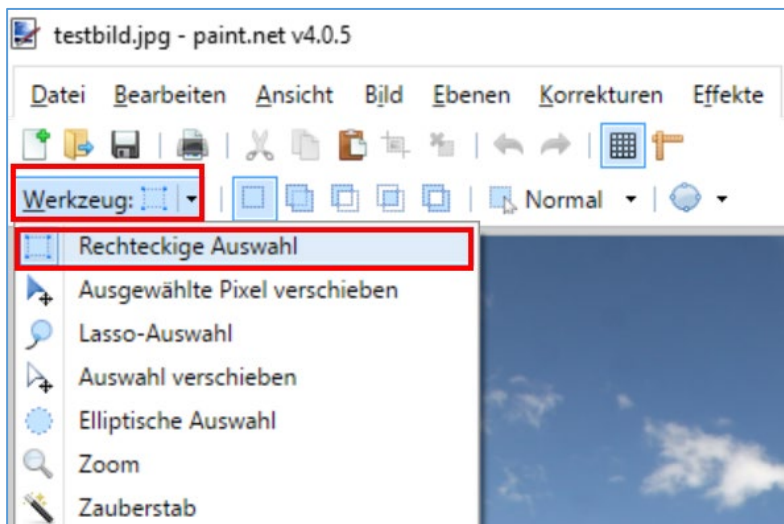 testbild.jpg - paint.net v4.0.5
Datei Bearbeiten Ansicht Bild Ebenen Korrekturen Effekte
Werkzeug: Normal
Rechteckige Auswahl
Ausgewählte Pixel verschieben
Lasso-Auswahl
Auswahl verschieben
Elliptische Auswahl
Zoom
Zauberstab